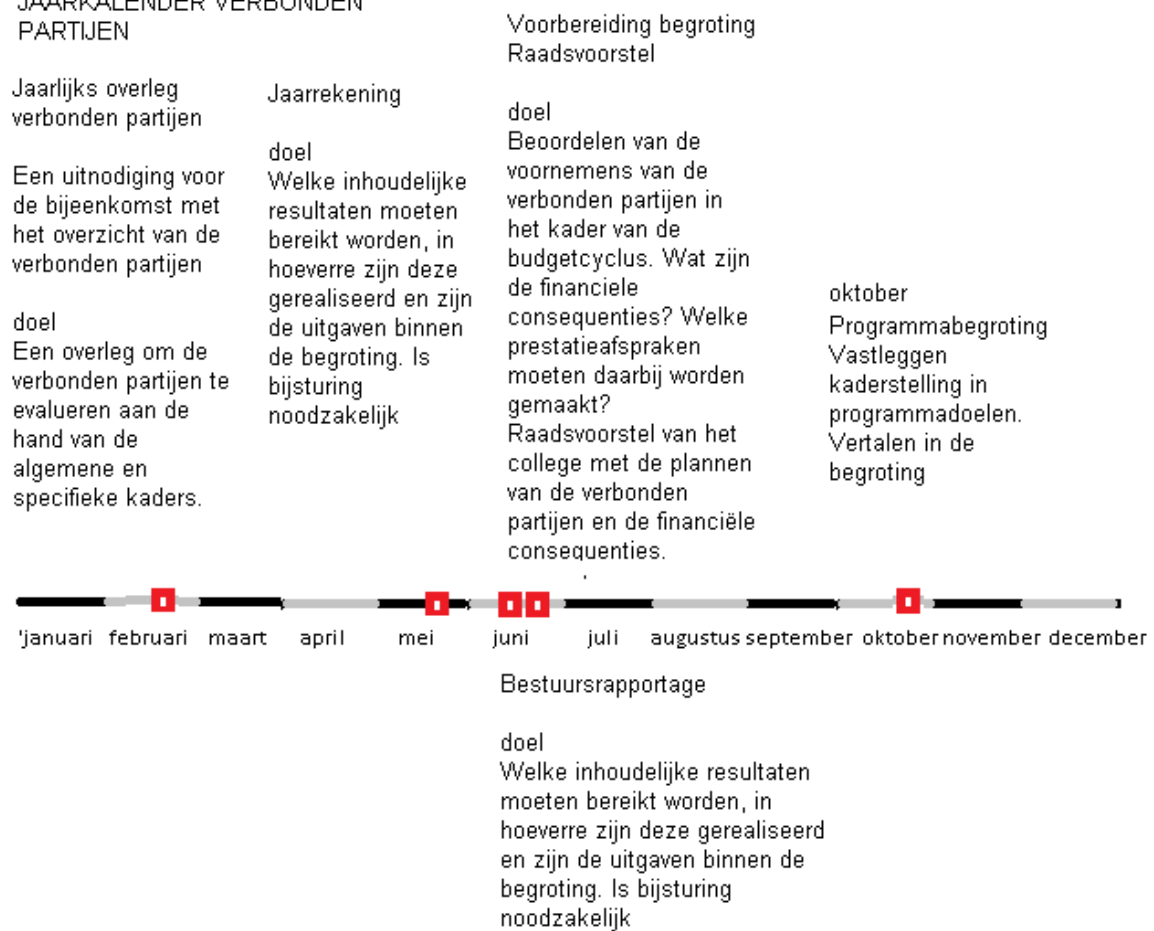 JAARKALENDER VERBONDEN
PARTIJEN
Jaarlijks overleg
verbonden partijen
Een uitnodiging voor
de bijeenkomst met
het overzicht van de
verbonden partijen
doel
Een overleg om de
verbonden partijen te
evalueren aan de
hand van de
algemene en
specifieke kaders.
Jaarrekening
doel
Welke inhoudelijke
resultaten moeten
bereikt worden, in
hoeverre zijn deze
gerealiseerd en zijn
de uitgaven binnen
de begroting. Is
bijsturing
noodzakelijk
Voorbereiding begroting
Raadsvoorstel
doel
Beoordelen van de
voornemens van de
verbonden partijen in
het kader van de
budgetcyclus. Wat zijn
de financiele
consequenties? Welke
prestatieafspraken
moeten daarbij worden
gemaakt?
Raadsvoorstel van het
college met de plannen
van de verbonden
partijen en de financiële
consequenties.
oktober
Programmabegroting
Vastleggen
kaderstelling in
programmadoelen.
Vertalen in de
begroting
'januari februari maart april mei juni juli augustus september oktober november december
Bestuursrapportage
doel
Welke inhoudelijke resultaten
moeten bereikt worden, in
hoeverre zijn deze gerealiseerd
en zijn de uitgaven binnen de
begroting. Is bijsturing
noodzakelijk